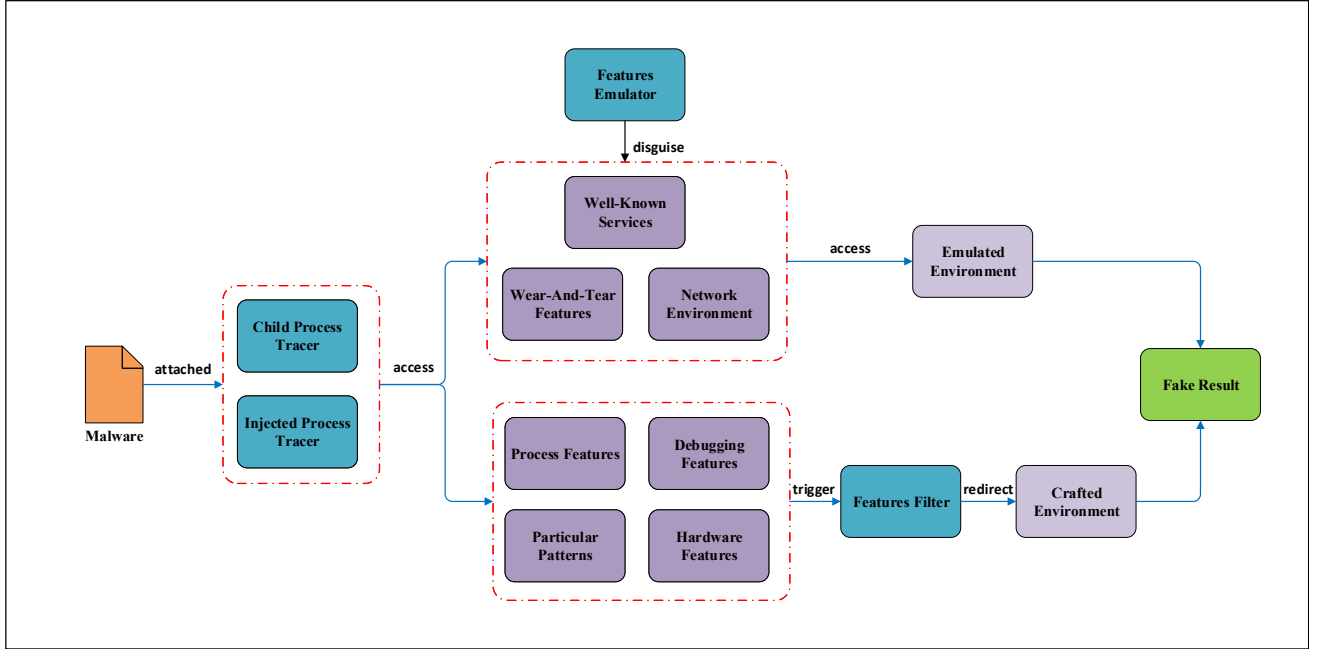 Features
Emulator
disguise
Well-Known
Services
Wear-And-Tear
Features
Network
Environment
access
Emulated
Environment
Child Process
Tracer
Injected Process
Tracer
attached
Malware
access
Process Features
Debugging
Features
Particular
Patterns
Hardware
Features
trigger
Features Filter
redirect
Crafted
Environment
Fake Result